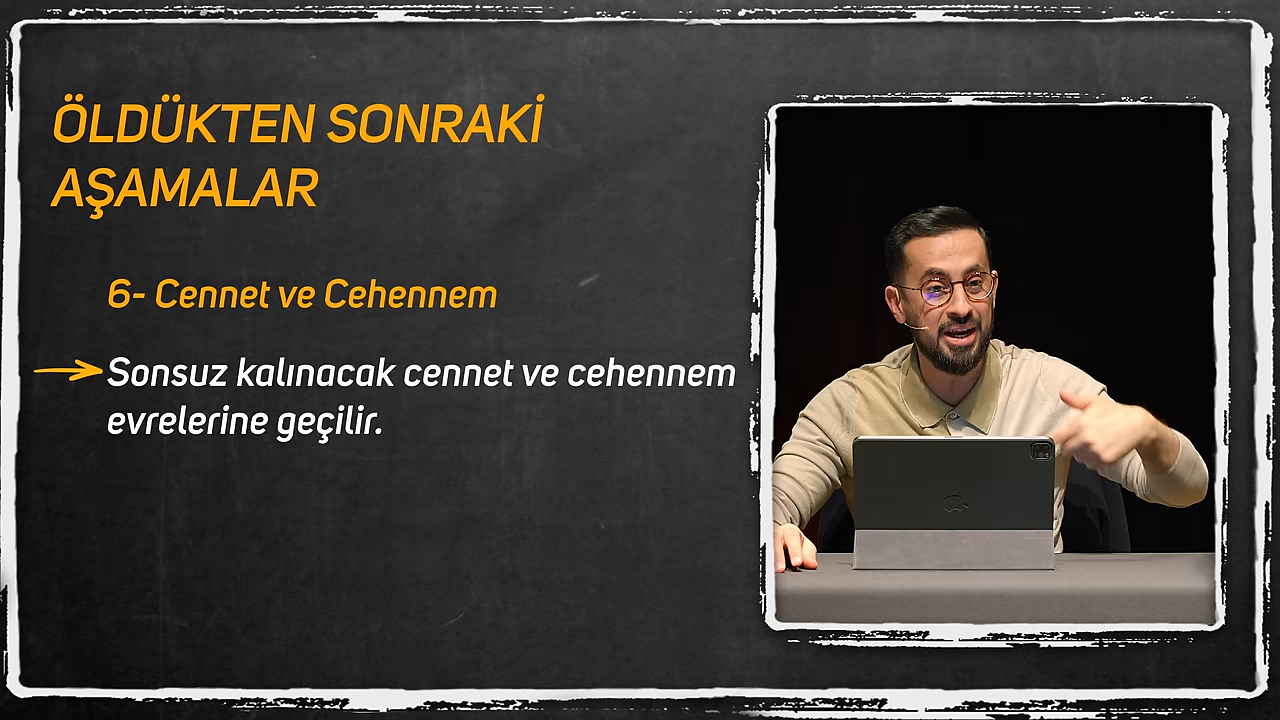 ÖLDÜKTEN SONRAKİ
AŞAMALAR
6- Cennet ve Cehennem
Sonsuz kalınacak cennet ve cehennem
evrelerine geçilir.